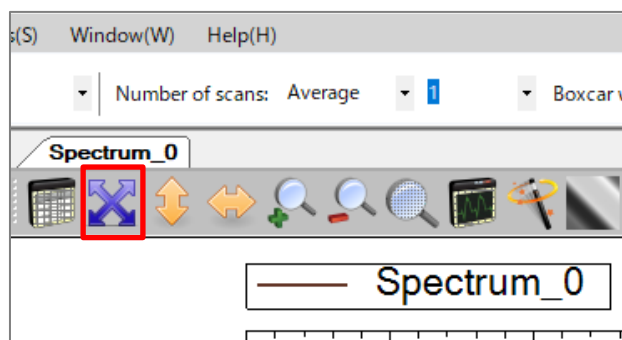 s(S) Window(W) Help(H)
Number of scans: Average 1 Boxcar
Spectrum_0
Spectrum_0